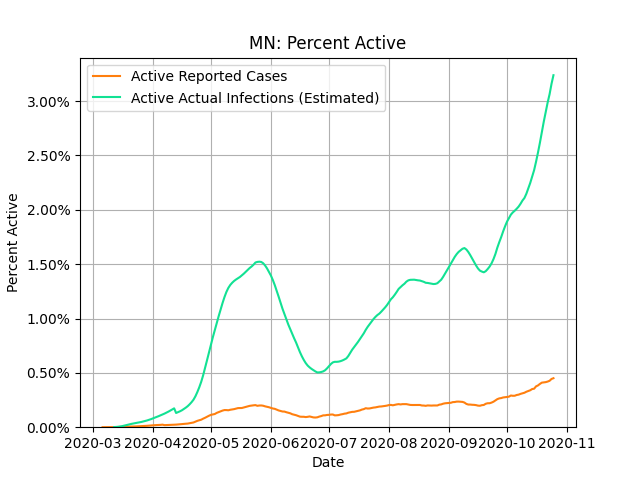 MN: Percent Active
Active Reported Cases
Active Actual Infections (Estimated)
Percent Active
3.00%
2.50%
2.00%
1.50%
1.00%
0.50%
0.00%
2020-03 2020-04 2020-05 2020-06 2020-07 2020-08 2020-09 2020-10 2020-11
Date